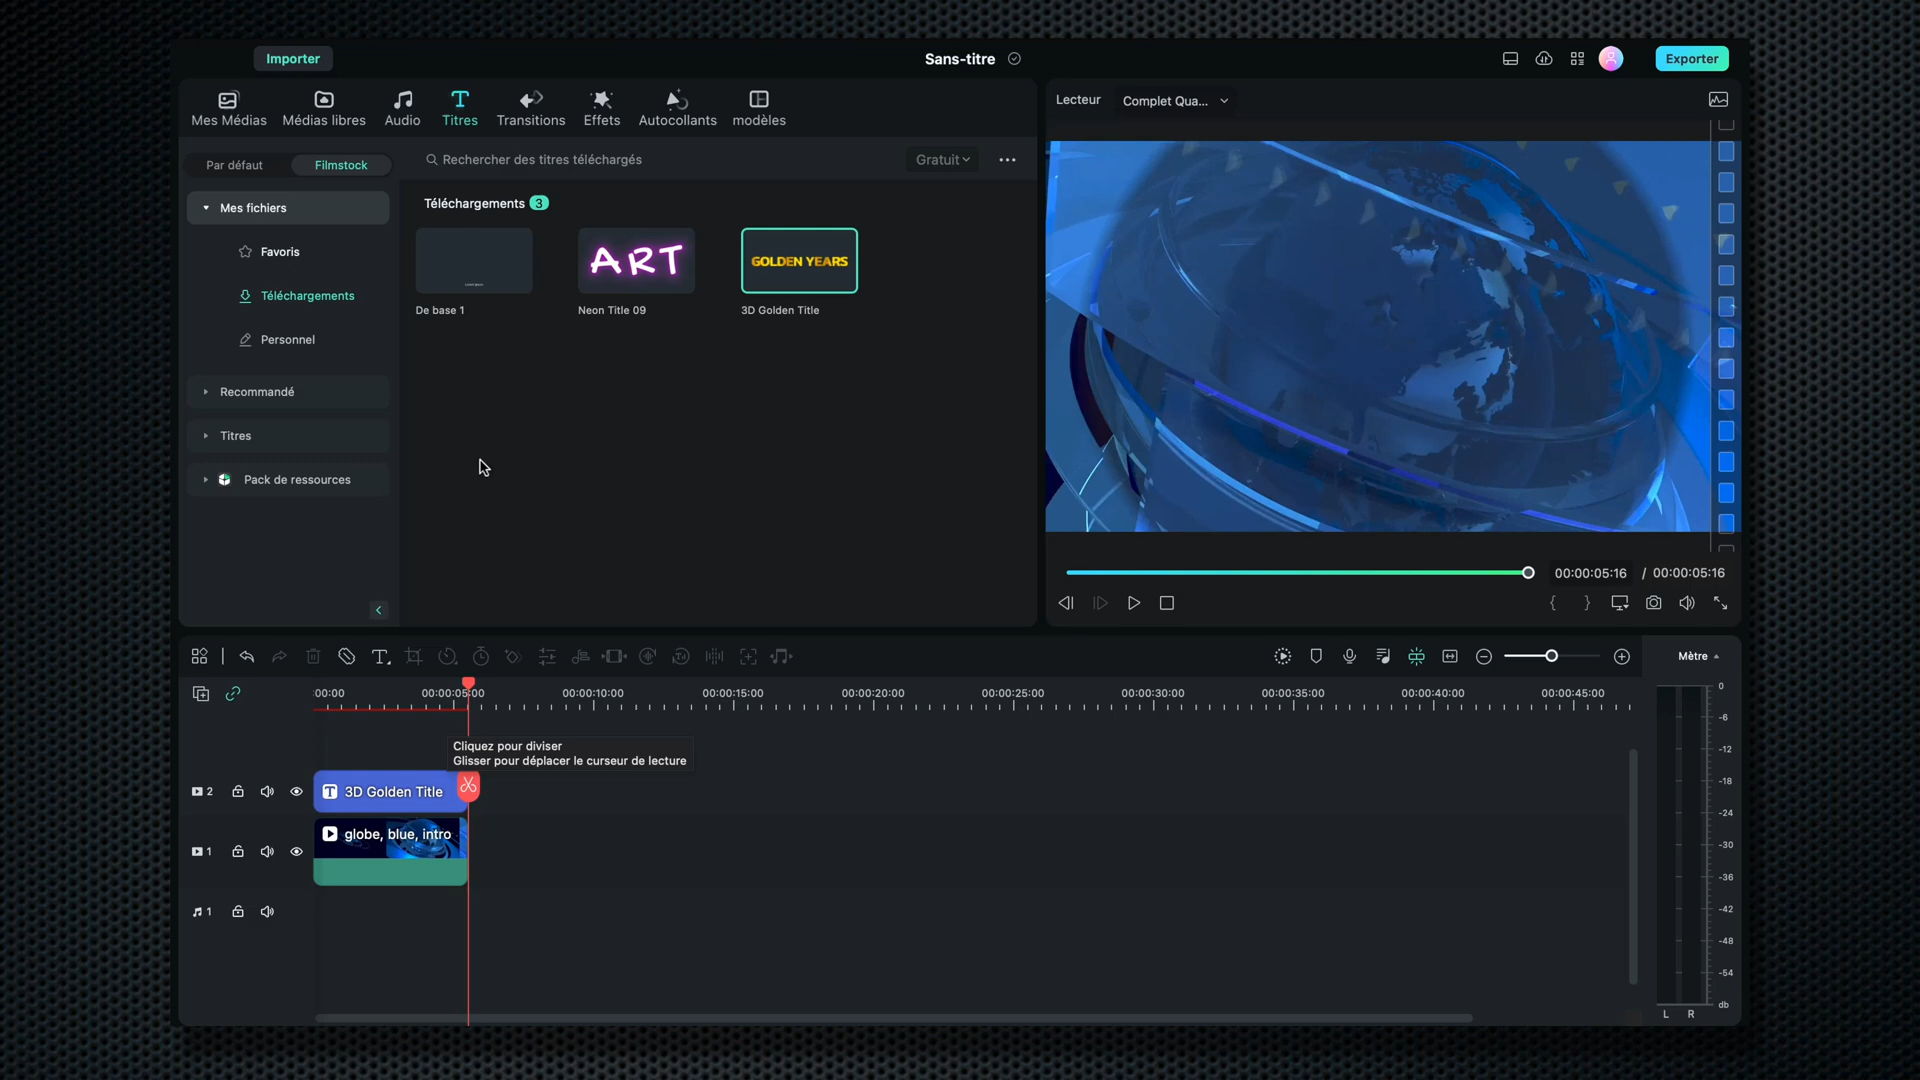 Importer
Sans-titre
Exporter
Mes Médias
Médias libres
Audio
Titres
Transitions
Effets
Autocollants
modèles
Lecteur
Complet Qua...
Par défaut
Filmstock
Rechercher des titres téléchargés
Gratuit
Mes fichiers
Favoris
Téléchargements
Personnel
Recommandé
Titres
Pack de ressources
Téléchargements 3
ART
GOLDEN YEARS
De base 1
Neon Title 09
3D Golden Title
00:00:05:16 / 00:00:05:16
Mètre
:00:00
00:00:05:00
00:00:10:00
00:00:15:00
00:00:20:00
00:00:25:00
00:00:30:00
00:00:35:00
00:00:40:00
00:00:45:00
Cliquez pour diviser
Glisser pour déplacer le curseur de lecture
2
3D Golden Title
globe, blue, intro
1
1
0
-6
-12
-18
-24
-30
-36
-42
-48
-54
db
L R